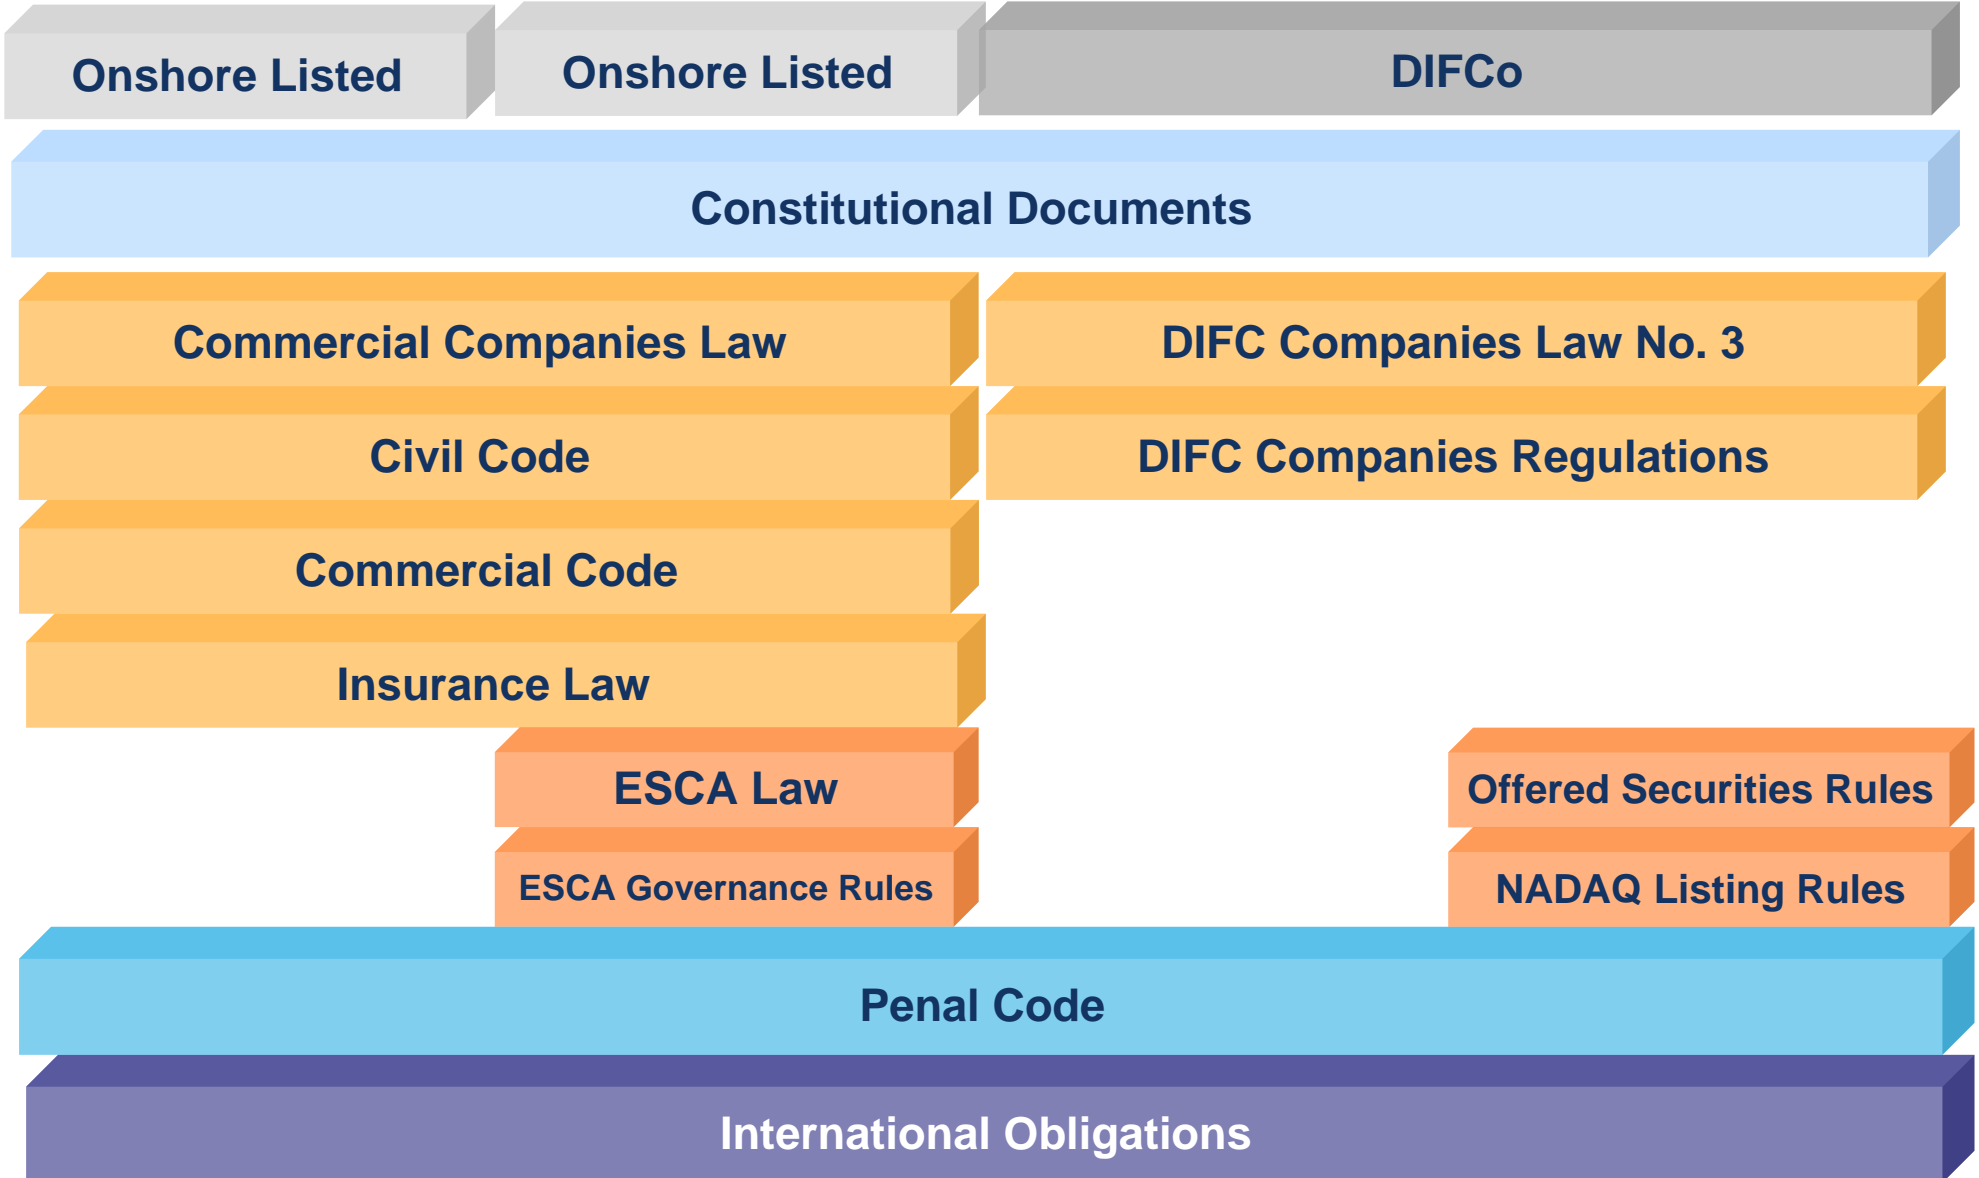 Onshore Listed
Onshore Listed
DIFCo
Constitutional Documents
Commercial Companies Law
DIFC Companies Law No. 3
Civil Code
DIFC Companies Regulations
Commercial Code
Insurance Law
ESCA Law
Offered Securities Rules
ESCA Governance Rules
NADAQ Listing Rules
Penal Code
International Obligations